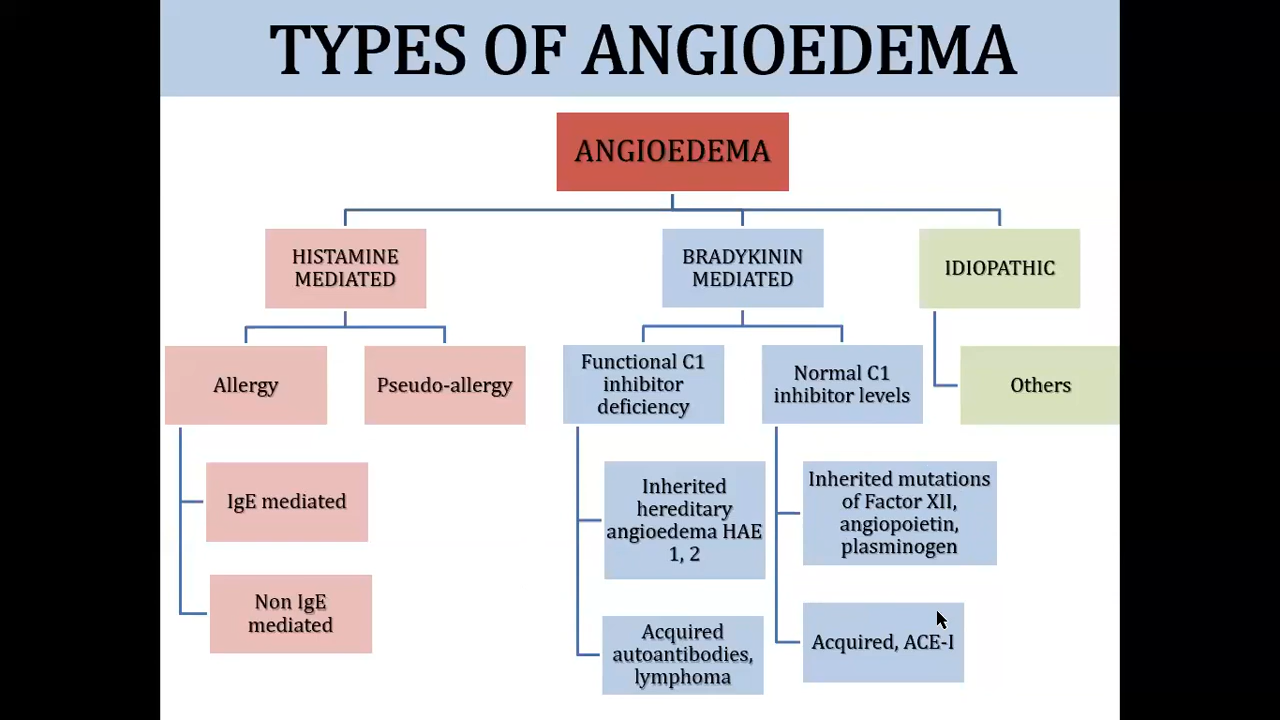 TYPES OF ANGIOEDEMA
ANGIOEDEMA
HISTAMINE
MEDIATED
BRADYKININ
MEDIATED
IDIOPATHIC
Allergy
Pseudo-allergy
Functional C1
inhibitor
deficiency
Normal C1
inhibitor levels
Others
IgE mediated
Inherited
hereditary
angioedema HAE
1, 2
Inherited mutations
of Factor XII,
angiopoietin,
plasminogen
Non IgE
mediated
Acquired
autoantibodies,
lymphoma
Acquired, ACE-I